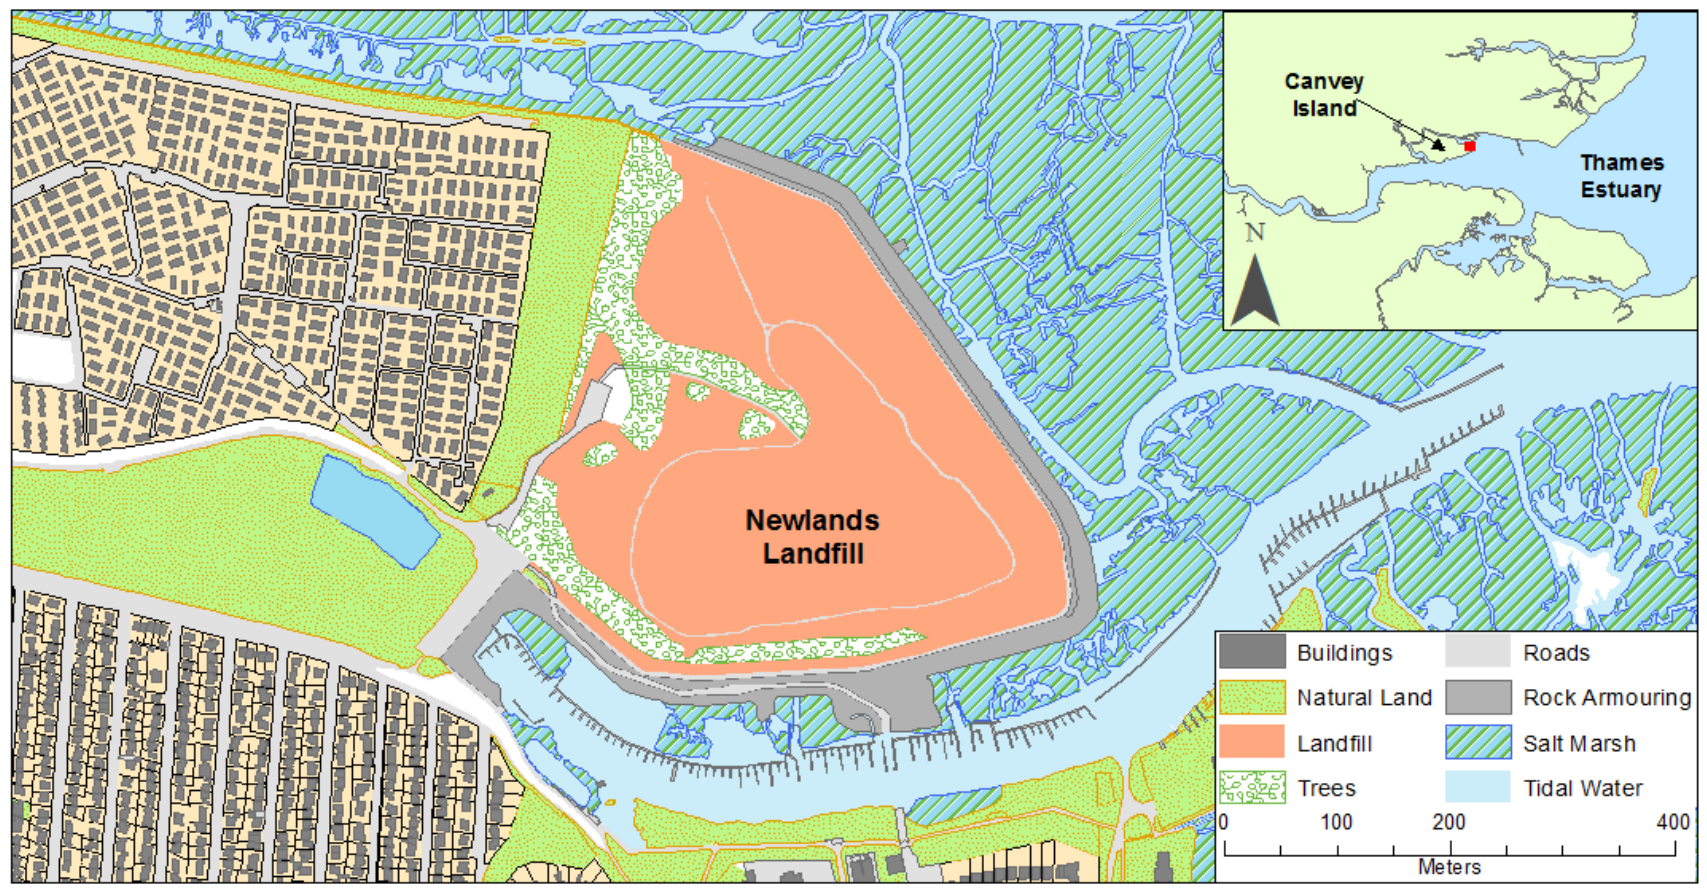 Canvey
Island
Thames
Estuary
N
Newlands
Landfill
Buildings
Roads
Natural Land
Rock Armouring
Landfill
Salt Marsh
Trees
Tidal Water
0 100 200 400
Meters